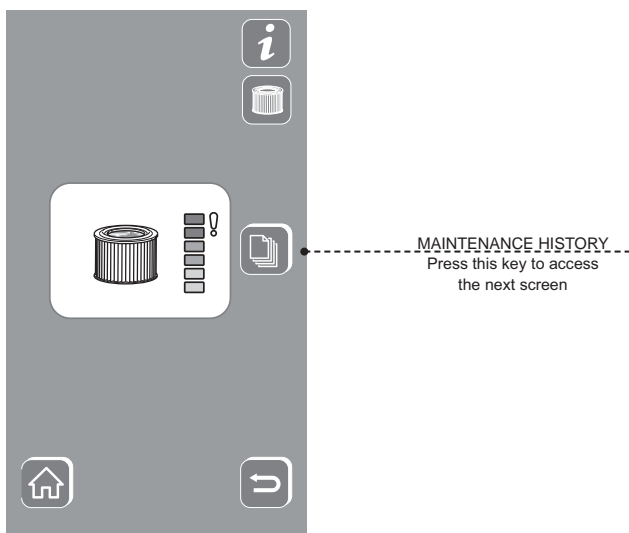 i
!
MAINTENANCE HISTORY
Press this key to access
the next screen